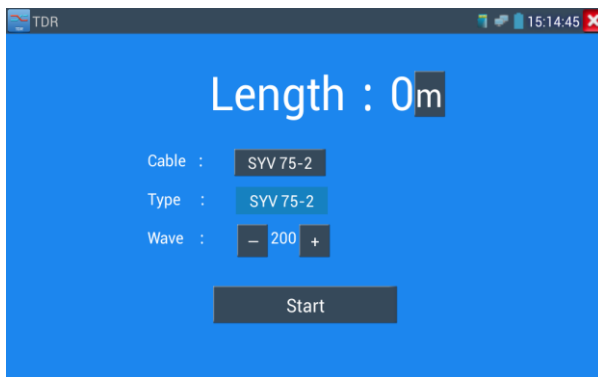 TDR 15:14:45
Length : 0m
Cable : SYV 75-2
Type : SYV 75-2
Wave : – 200 +
Start